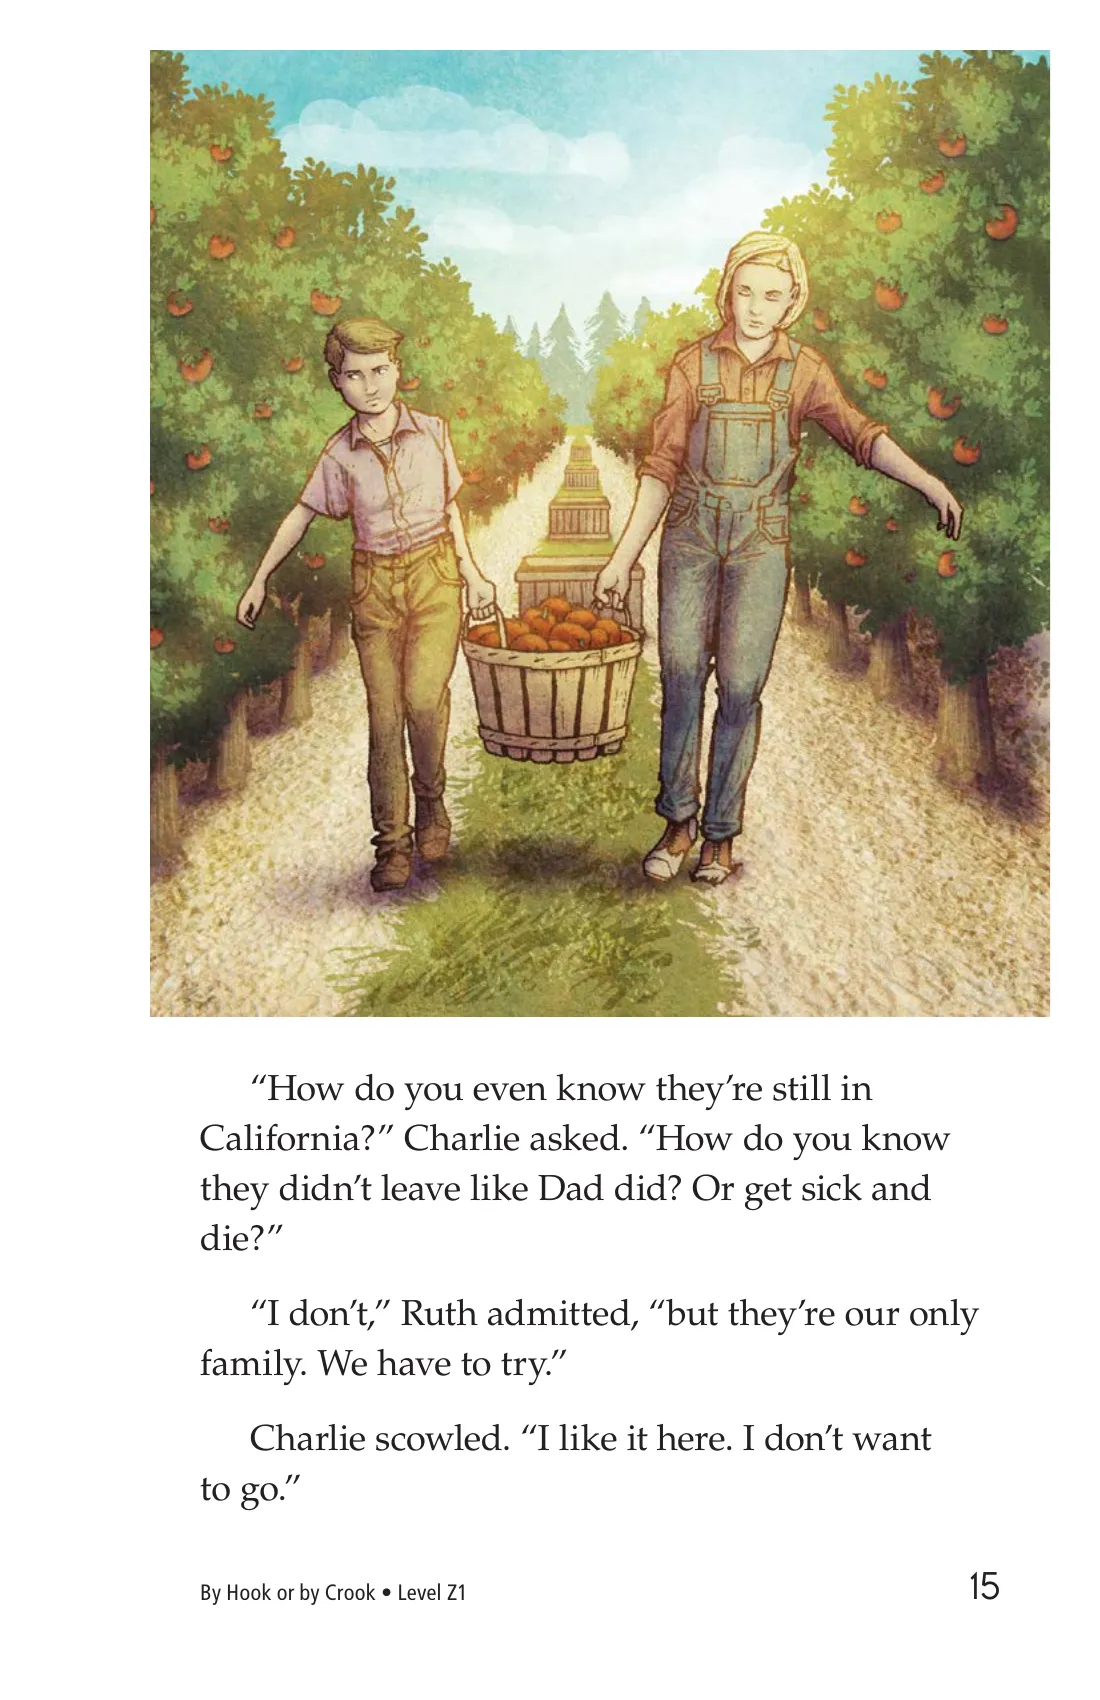 “How do you even know they’re still in
California?” Charlie asked. “How do you know
they didn’t leave like Dad did? Or get sick and
die?”
“I don’t,” Ruth admitted, “but they’re our only
family. We have to try.”
Charlie scowled. “I like it here. I don’t want
to go.”
By Hook or by Crook • Level Z1
15